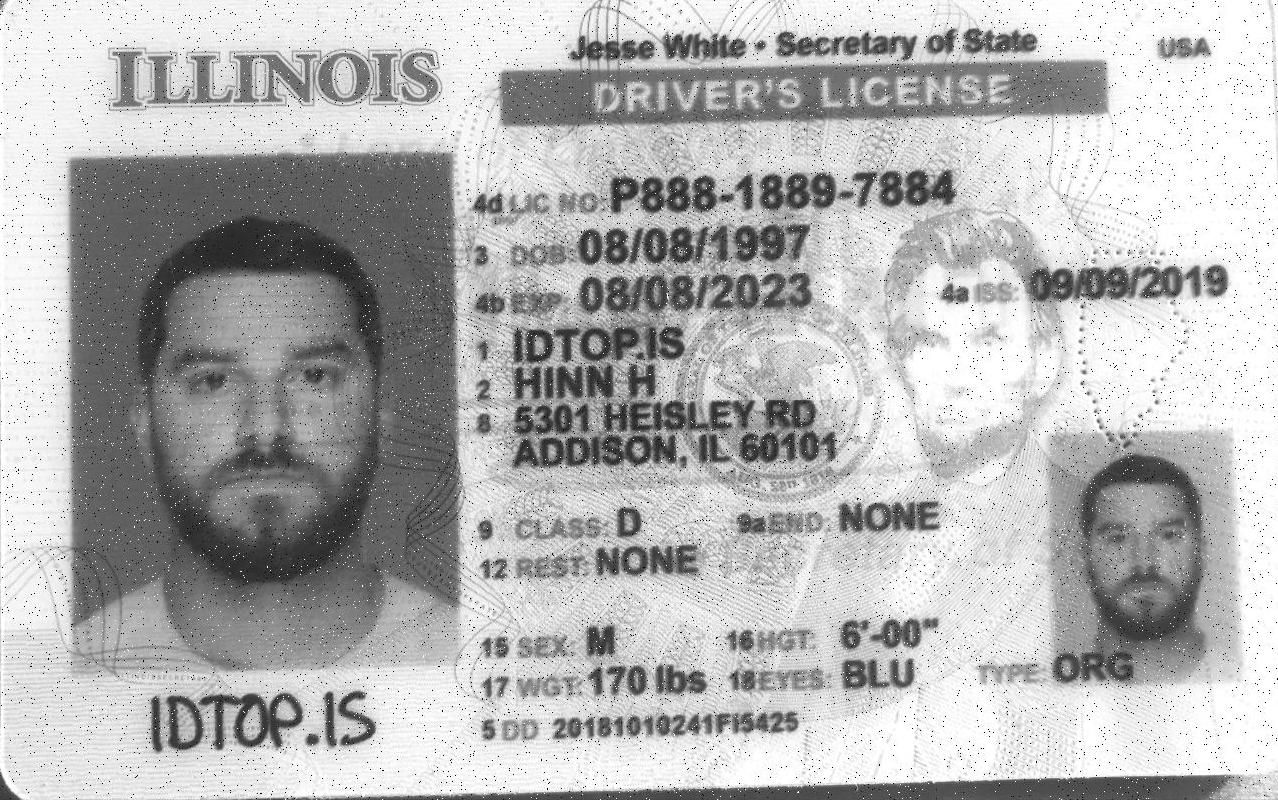 ILLINOIS
Jesse White • Secretary of State
USA
DRIVER'S LICENSE
4d LIC NO: P888-1889-7884
3 DOB: 08/08/1997
4b EXP: 08/08/2023
4a ISS: 09/09/2019
1 IDTOP.IS
2 HINN H
8 5301 HEISLEY RD
ADDISON, IL 60101
9 CLASS: D 9a END: NONE
12 REST: NONE
15 SEX: M 16 HGT: 6'-00"
17 WGT: 170 lbs 18 EYES: BLU
TYPE: ORG
5 DD 20181010241FI5425
IDTOP.IS